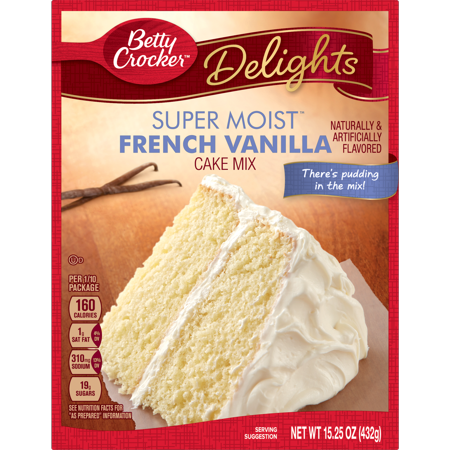 Betty
Crocker™
Delights
SUPER MOIST™
FRENCH VANILLA
CAKE MIX
NATURALLY &
ARTIFICIALLY
FLAVORED
There's pudding
in the mix!
PER 1/10
PACKAGE
160
CALORIES
1g
SAT FAT
310mg
SODIUM
19g
SUGARS
SEE NUTRITION FACTS FOR
"AS PREPARED" INFORMATION
SERVING
SUGGESTION
NET WT 15.25 OZ (432g)